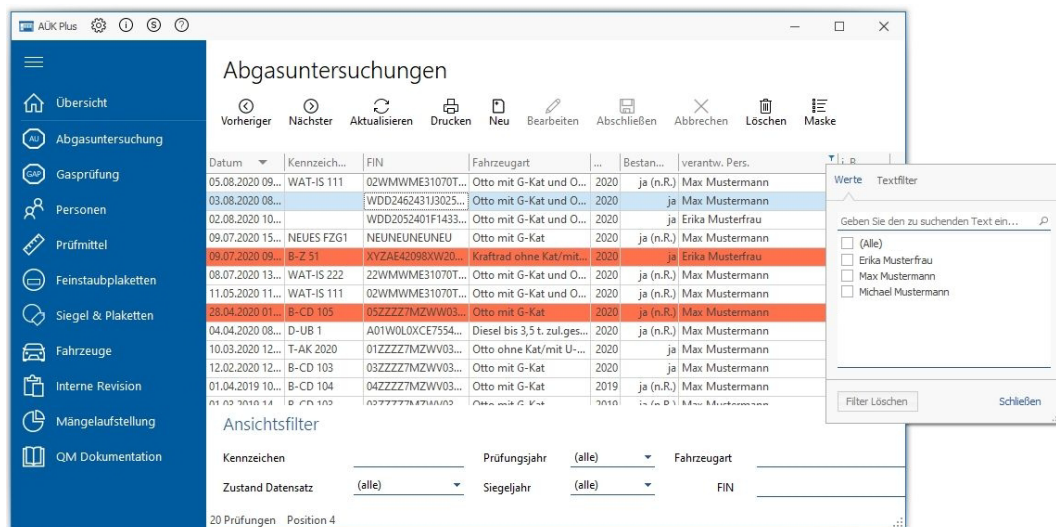 AÜK Plus
Übersicht
Abgasuntersuchung
Gasprüfung
Personen
Prüfmittel
Feinstaubplaketten
Siegel & Plaketten
Fahrzeuge
Interne Revision
Mängelaufstellung
QM Dokumentation
AU
GAP
Abgasuntersuchungen
Vorheriger Nächster Aktualisieren Drucken Neu Bearbeiten Abschließen Abbrechen Löschen Maske
Datum Kennzeich... FIN Fahrzeugart ... Bestan... verantw. Pers.
05.08.2020 09... WAT-IS 111 02WMWME31070T... Otto mit G-Kat und O... 2020 ja (n.R.) Max Mustermann
03.08.2020 08... WDD2462431J3025... Otto mit G-Kat und O... 2020 ja Max Mustermann
02.08.2020 10... WDD2052401F1433... Otto mit G-Kat und O... 2020 ja Erika Musterfrau
09.07.2020 15... NEUES FZG1 NEUNEUNEUNEU Otto mit G-Kat 2020 ja (n.R.) Max Mustermann
09.07.2020 09... B-Z 51 XYZAE42098XW20... Kraftrad ohne Kat/mit... 2020 ja Erika Musterfrau
08.07.2020 13... WAT-IS 222 22WMWME31070T... Otto mit G-Kat und O... 2020 ja (n.R.) Max Mustermann
11.05.2020 11... WAT-IS 111 02WMWME31070T... Otto mit G-Kat und O... 2020 ja (n.R.) Max Mustermann
28.04.2020 01... B-CD 105 05ZZZZ7MZWW03... Otto mit G-Kat 2020 ja (n.R.) Max Mustermann
04.04.2020 08... D-UB 1 A01W0L0XCE7554... Diesel bis 3,5 t. zul.ges... 2020 ja (n.R.) Max Mustermann
10.03.2020 12... T-AK 2020 01ZZZZ7MZWV03... Otto ohne Kat/mit U-... 2020 ja Max Mustermann
12.02.2020 12... B-CD 103 03ZZZZ7MZWV03... Otto mit G-Kat 2020 ja Max Mustermann
01.04.2019 10... B-CD 104 04ZZZZ7MZWV03... Otto mit G-Kat 2019 ja (n.R.) Max Mustermann
Werte Textfilter
Geben Sie den zu suchenden Text ein...
(Alle)
Erika Musterfrau
Max Mustermann
Michael Mustermann
Filter Löschen Schließen
Ansichtsfilter
Kennzeichen Prüfungsjahr (alle) Fahrzeugart
Zustand Datensatz (alle) Siegeljahr (alle) FIN
20 Prüfungen Position 4